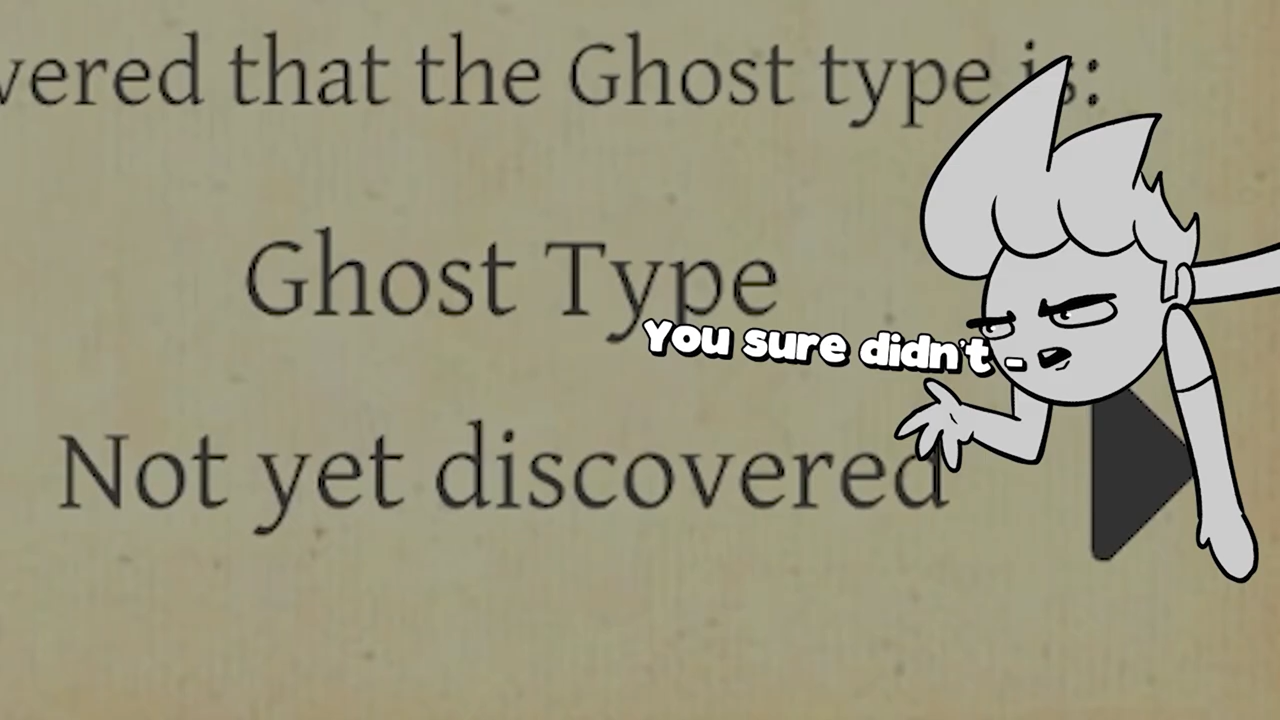 vered that the Ghost type is:
Ghost Type
You sure didn't -
Not yet discovered